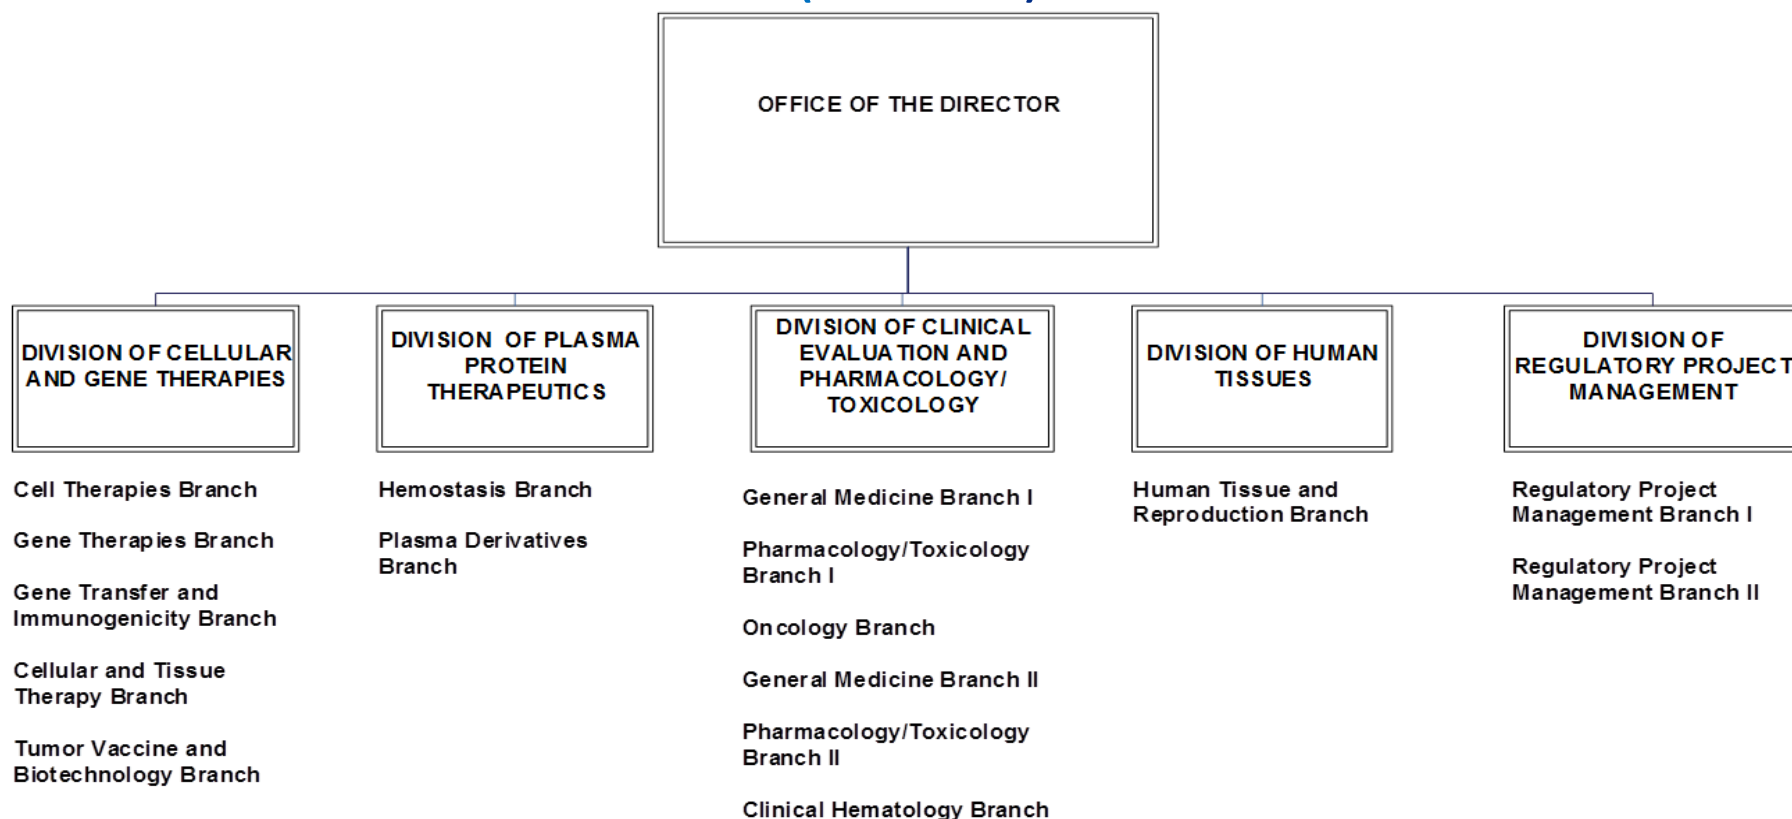 OFFICE OF THE DIRECTOR
DIVISION OF CELLULAR
AND GENE THERAPIES
DIVISION OF PLASMA
PROTEIN
THERAPEUTICS
DIVISION OF CLINICAL
EVALUATION AND
PHARMACOLOGY/
TOXICOLOGY
DIVISION OF HUMAN
TISSUES
DIVISION OF
REGULATORY PROJECT
MANAGEMENT
Cell Therapies Branch
Gene Therapies Branch
Gene Transfer and
Immunogenicity Branch
Cellular and Tissue
Therapy Branch
Tumor Vaccine and
Biotechnology Branch
Hemostasis Branch
Plasma Derivatives
Branch
General Medicine Branch I
Pharmacology/Toxicology
Branch I
Oncology Branch
General Medicine Branch II
Pharmacology/Toxicology
Branch II
Clinical Hematology Branch
Human Tissue and
Reproduction Branch
Regulatory Project
Management Branch I
Regulatory Project
Management Branch II